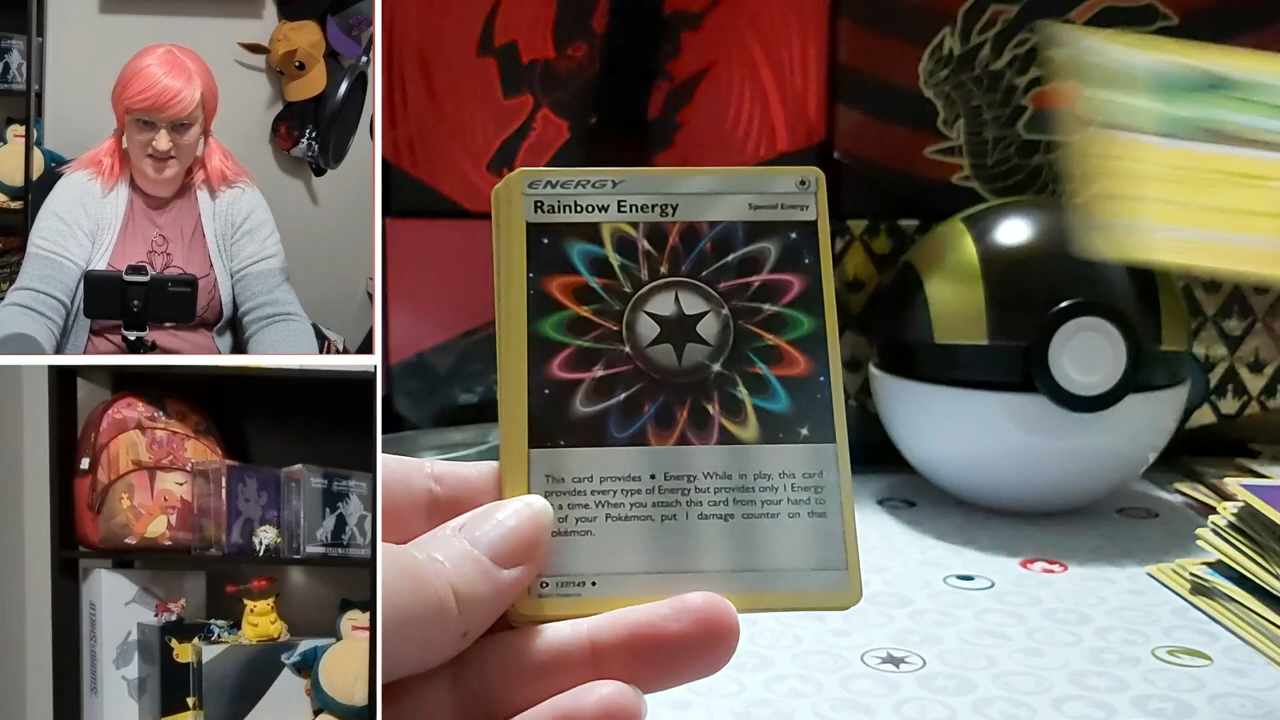 ENERGY
Rainbow Energy
Special Energy
This card provides Energy. While in play, this card
provides every type of Energy but provides only 1 Energy
a time. When you attach this card from your hand to
of your Pokémon, put 1 damage counter on that
okémon.
137/149
SWORD & SHIELD
ELITE TRAINER